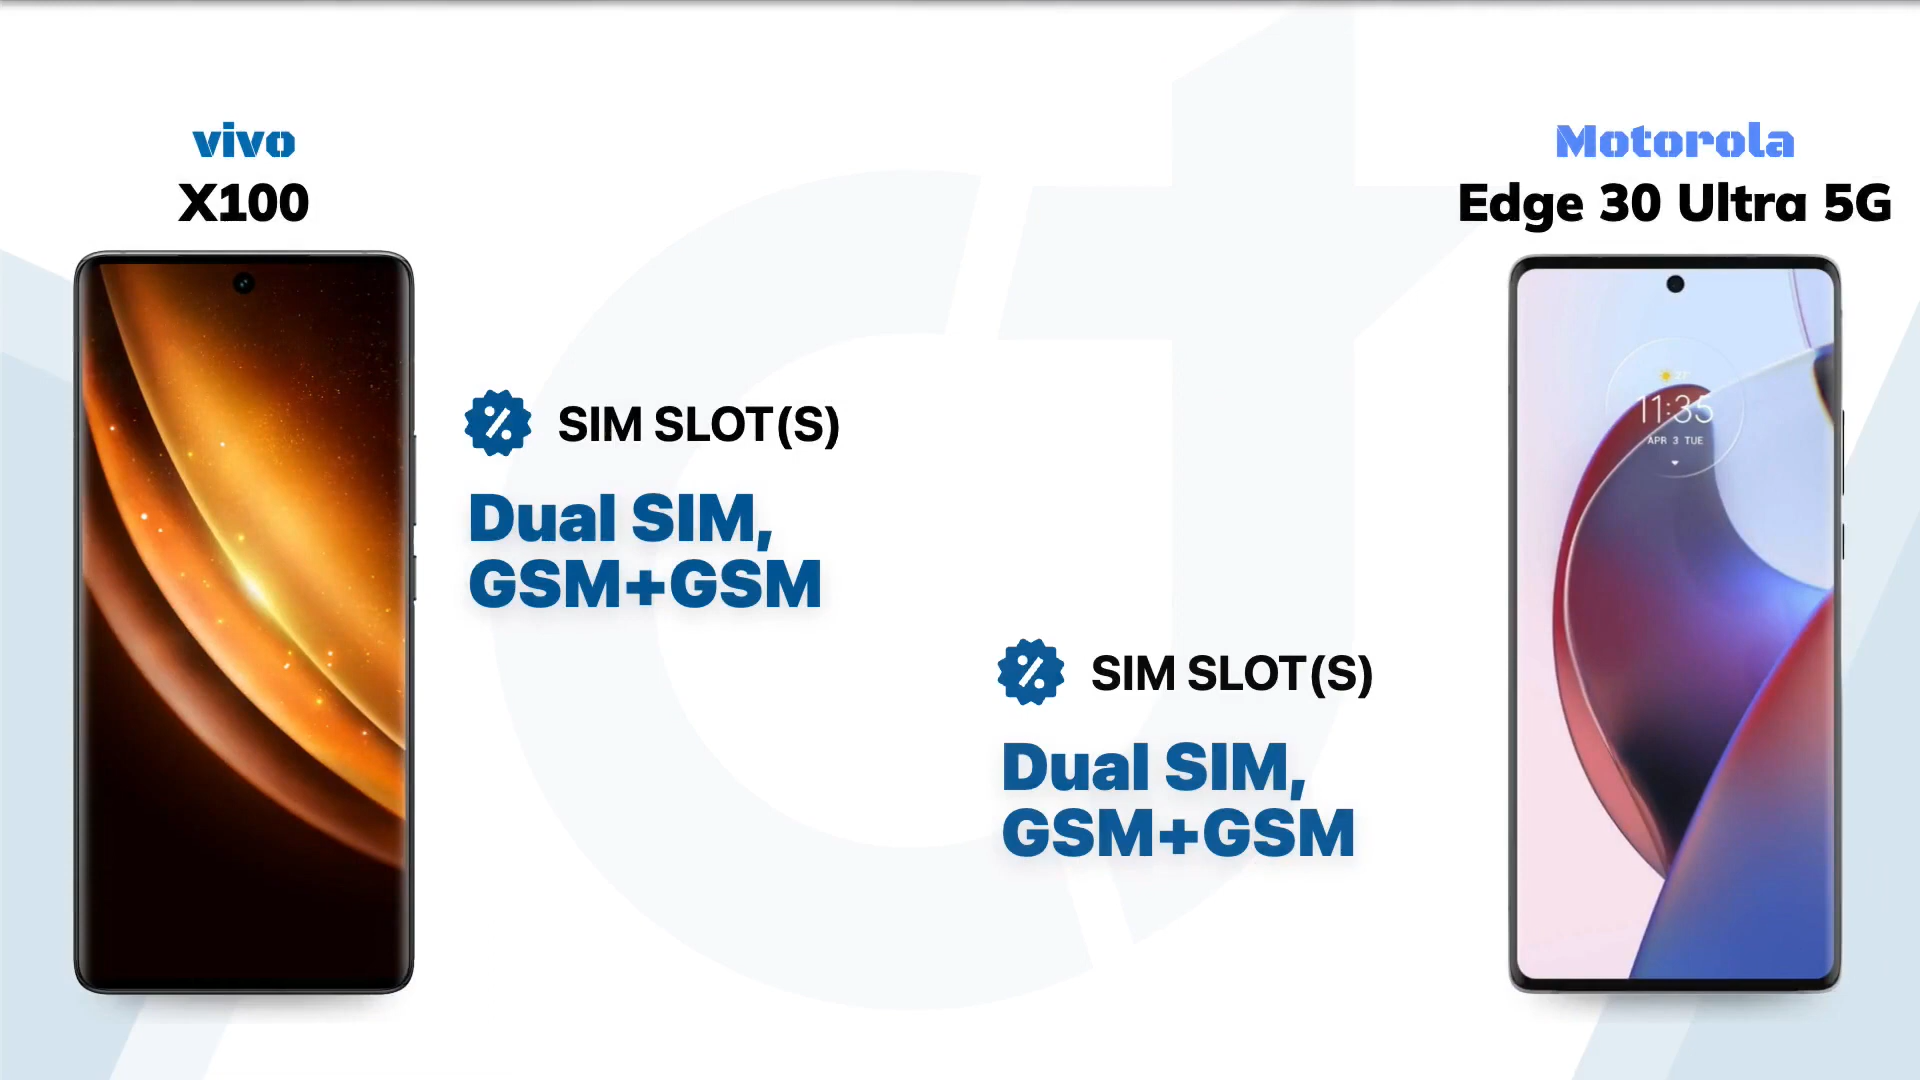 vivo
X100
Motorola
Edge 30 Ultra 5G
SIM SLOT(S)
Dual SIM,
GSM+GSM
SIM SLOT(S)
Dual SIM,
GSM+GSM
11:35
APR 3 TUE